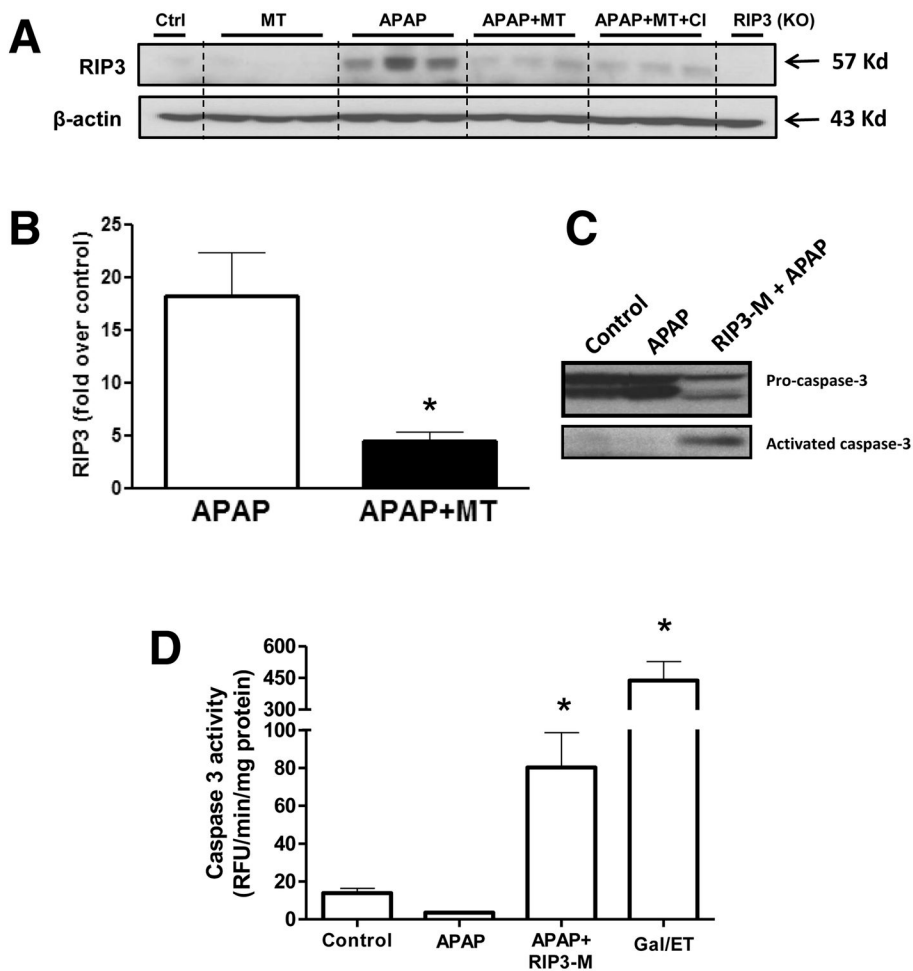 A
Ctrl MT APAP APAP+MT APAP+MT+CI RIP3 (KO)
RIP3
57 Kd
β-actin
43 Kd
B
RIP3 (fold over control)
25
20
15
10
5
0
*
APAP APAP+MT
C
Control
APAP
RIP3-M + APAP
Pro-caspase-3
Activated caspase-3
D
Caspase 3 activity
(RFU/min/mg protein)
600
450
300
100
80
60
40
20
0
*
*
Control APAP APAP+ Gal/ET
RIP3-M